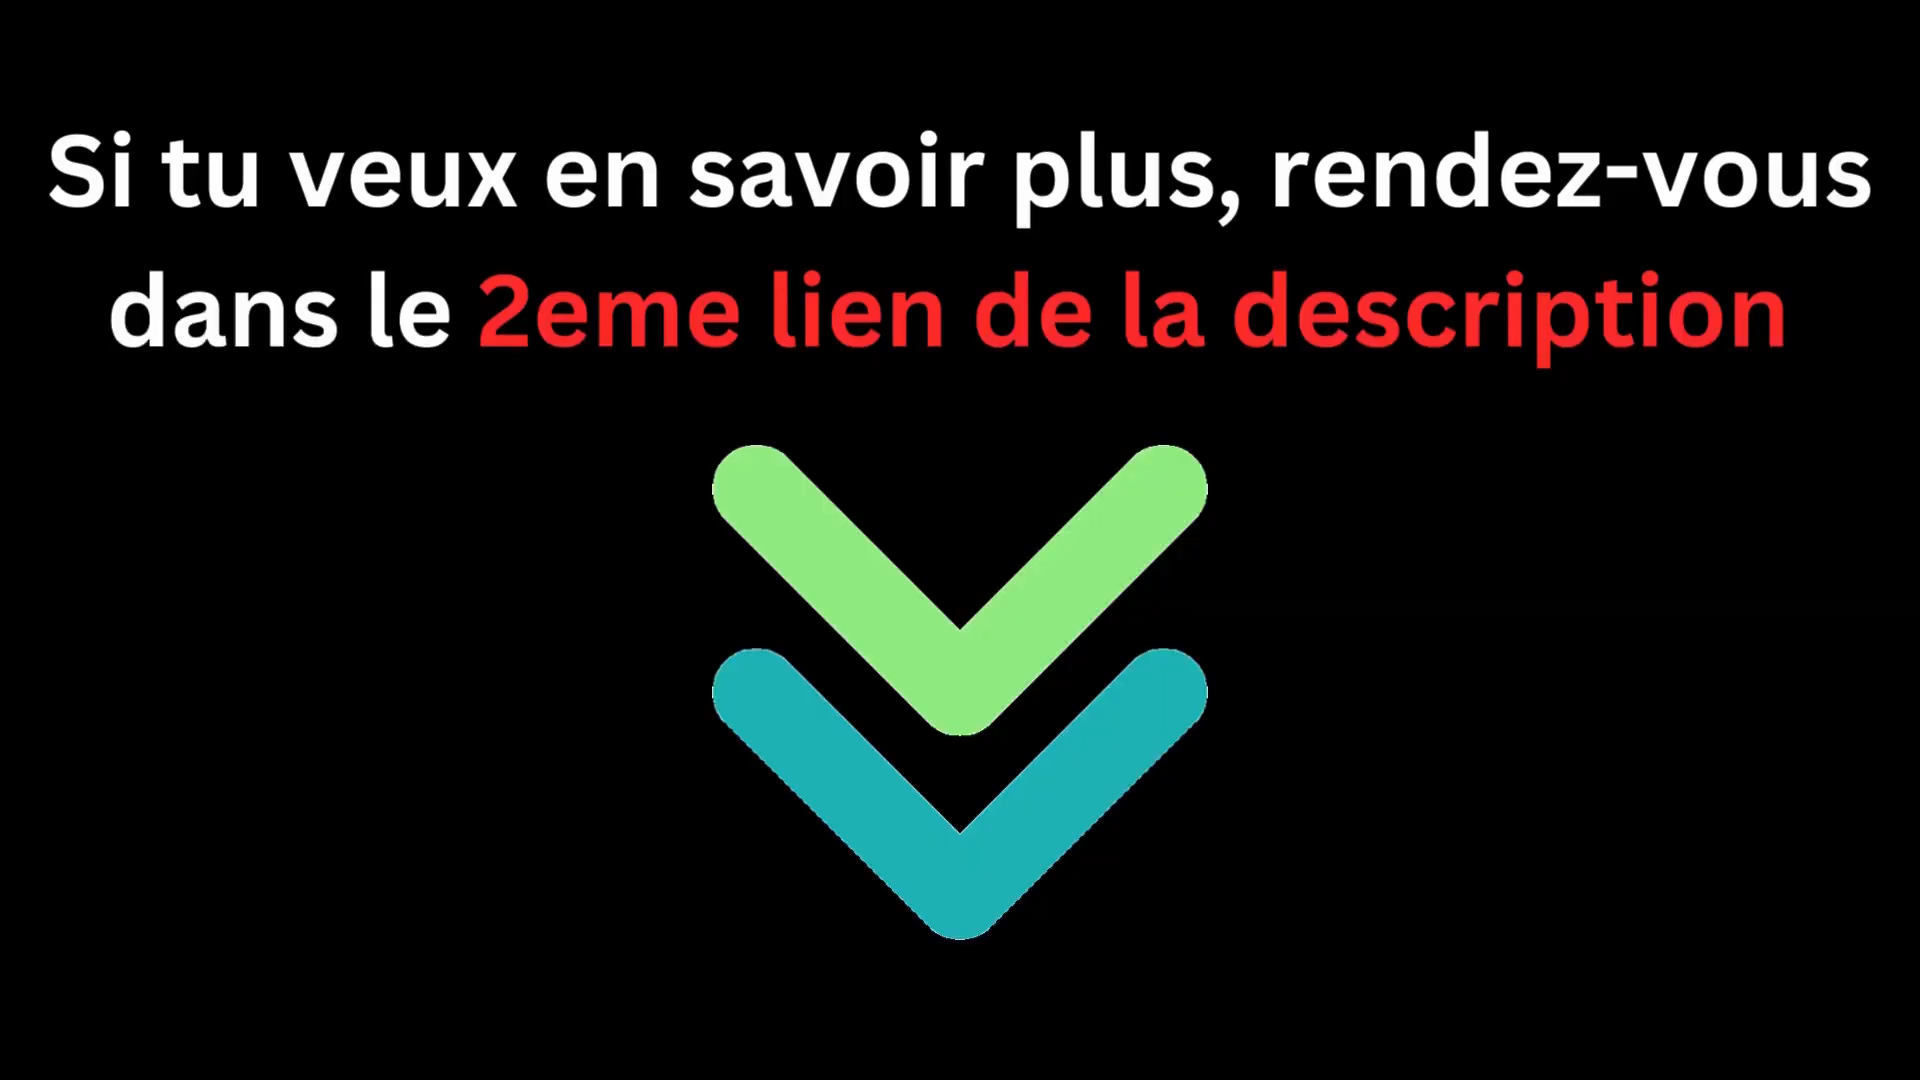 Si tu veux en savoir plus, rendez-vous
dans le 2eme lien de la description